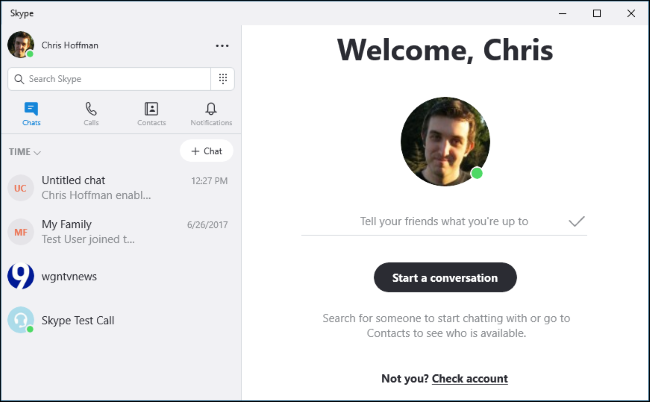 Skype
Chris Hoffman
Search Skype
Chats Calls Contacts Notifications
TIME + Chat
UC Untitled chat 12:27 PM
Chris Hoffman enabl...
MF My Family 6/26/2017
Test User joined t...
9 wgntvnews
Skype Test Call
Welcome, Chris
Tell your friends what you're up to
Start a conversation
Search for someone to start chatting with or go to
Contacts to see who is available.
Not you? Check account